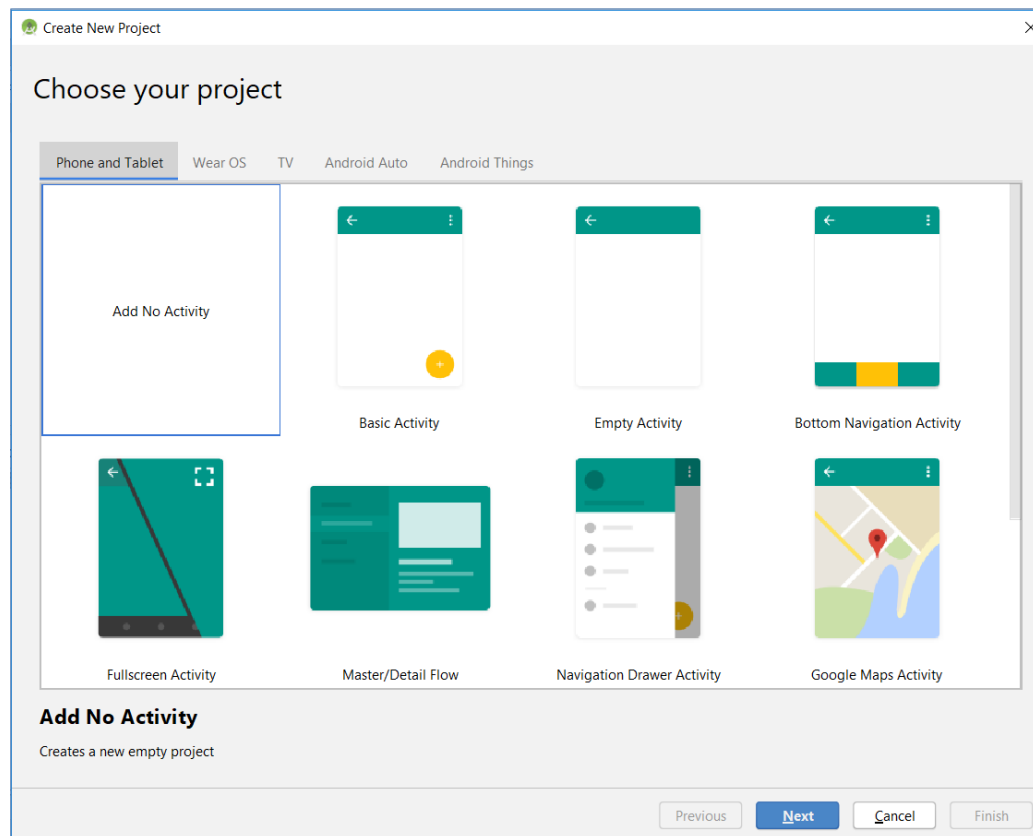 Create New Project
Choose your project
Phone and Tablet Wear OS TV Android Auto Android Things
Add No Activity
Basic Activity Empty Activity Bottom Navigation Activity
Fullscreen Activity Master/Detail Flow Navigation Drawer Activity Google Maps Activity
Add No Activity
Creates a new empty project
Previous Next Cancel Finish